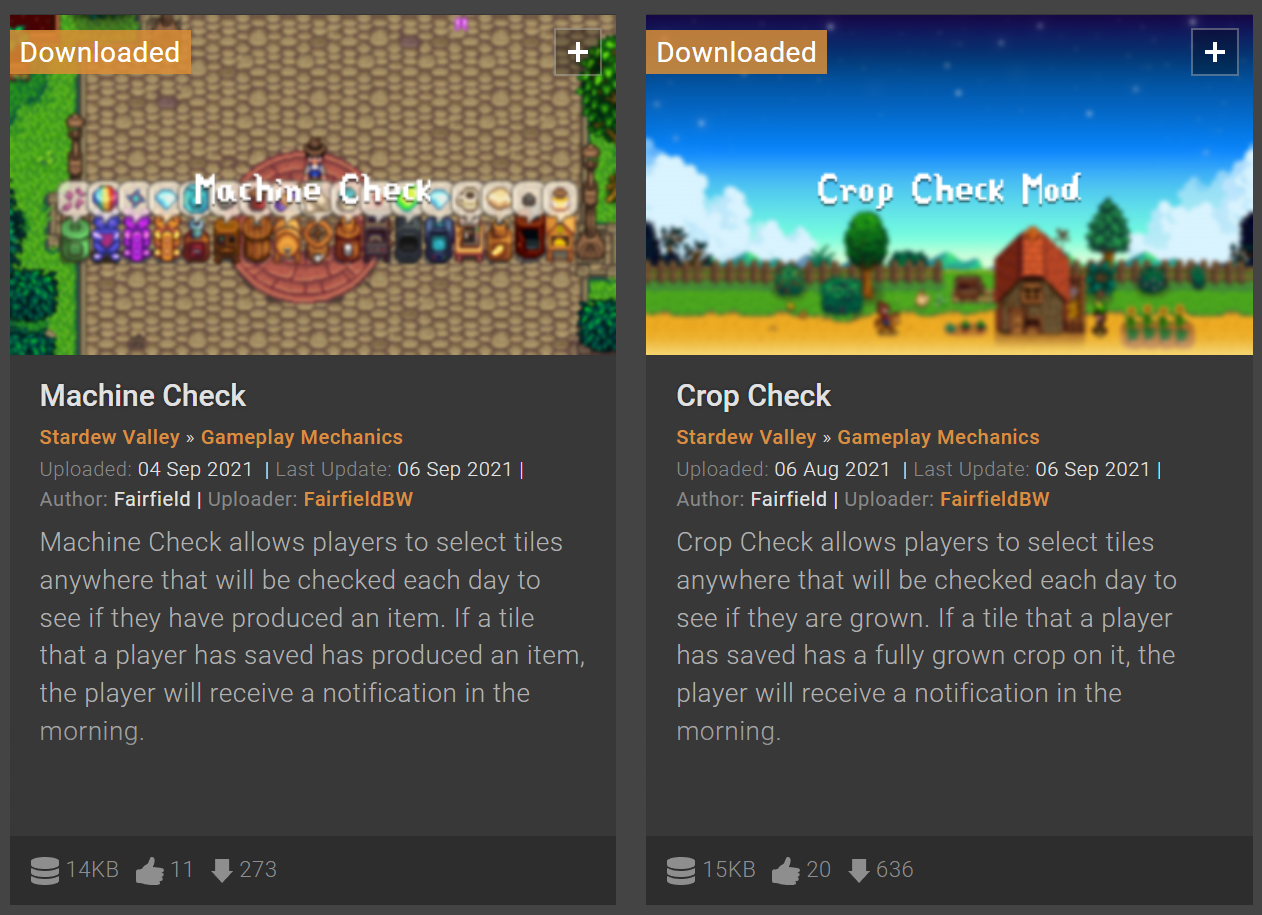 Downloaded
Machine Check
Machine Check
Stardew Valley » Gameplay Mechanics
Uploaded: 04 Sep 2021 | Last Update: 06 Sep 2021 |
Author: Fairfield | Uploader: FairfieldBW
Machine Check allows players to select tiles
anywhere that will be checked each day to
see if they have produced an item. If a tile
that a player has saved has produced an item,
the player will receive a notification in the
morning.
14KB 11 273
Downloaded
Crop Check Mod
Crop Check
Stardew Valley » Gameplay Mechanics
Uploaded: 06 Aug 2021 | Last Update: 06 Sep 2021 |
Author: Fairfield | Uploader: FairfieldBW
Crop Check allows players to select tiles
anywhere that will be checked each day to
see if they are grown. If a tile that a player
has saved has a fully grown crop on it, the
player will receive a notification in the
morning.
15KB 20 636